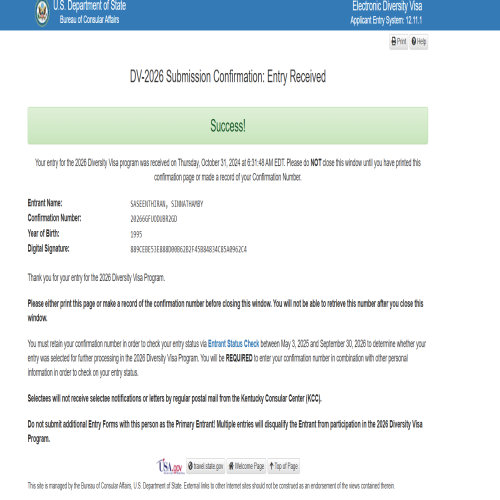 U.S. Department of State
Bureau of Consular Affairs
Electronic Diversity Visa
Applicant Entry System: 12.11.1
Print Help
DV-2026 Submission Confirmation: Entry Received
Success!
Your entry for the 2026 Diversity Visa program was received on Thursday, October 31, 2024 at 6:31:48 AM EDT. Please do NOT close this window until you have printed this
confirmation page or made a record of your Confirmation Number.
Entrant Name: SASEENTHIRAN, SINNATHAMBY
Confirmation Number:
Year of Birth: 1995
Digital Signature:
Thank you for your entry for the 2026 Diversity Visa Program.
Please either print this page or make a record of the confirmation number before closing this window. You will not be able to retrieve this number after you close this
window.
You must retain your confirmation number in order to check your entry status via Entrant Status Check between May 3, 2025 and September 30, 2026 to determine whether your
entry was selected for further processing in the 2026 Diversity Visa Program. You will be REQUIRED to enter your confirmation number in combination with other personal
information in order to check on your entry status.
Selectees will not receive selectee notifications or letters by regular postal mail from the Kentucky Consular Center (KCC).
Do not submit additional Entry Forms with this person as the Primary Entrant! Multiple entries will disqualify the Entrant from participation in the 2026 Diversity Visa
Program.
USA.gov travel.state.gov Welcome Page Top of Page
This site is managed by the Bureau of Consular Affairs, U.S. Department of State. External links to other Internet sites should not be construed as an endorsement of the views contained therein.